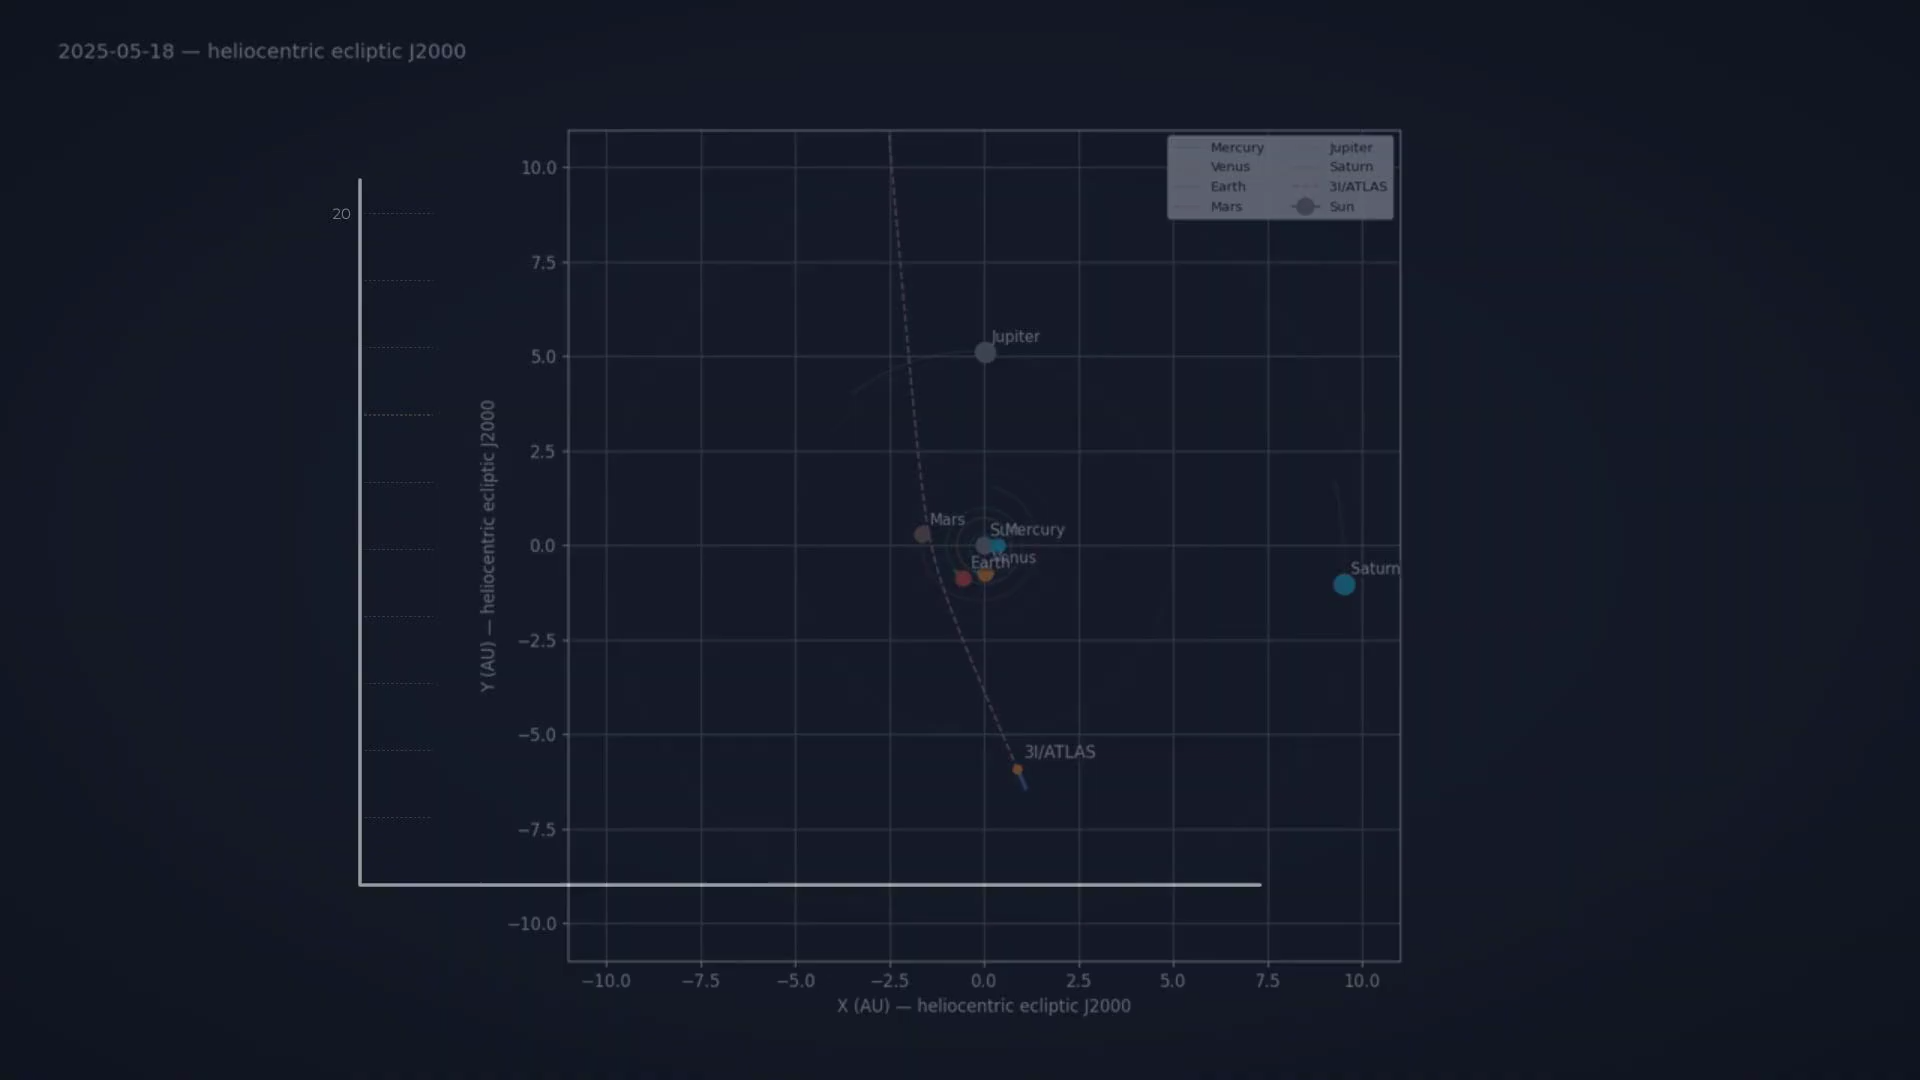 2025-05-18 — heliocentric ecliptic J2000
Mercury
Venus
Earth
Mars
Jupiter
Saturn
3I/ATLAS
Sun
20
10.0
7.5
5.0
2.5
0.0
−2.5
−5.0
−7.5
−10.0
Y (AU) — heliocentric ecliptic J2000
Jupiter
Mars
Sun
Mercury
Venus
Earth
Saturn
3I/ATLAS
−10.0 −7.5 −5.0 −2.5 0.0 2.5 5.0 7.5 10.0
X (AU) — heliocentric ecliptic J2000